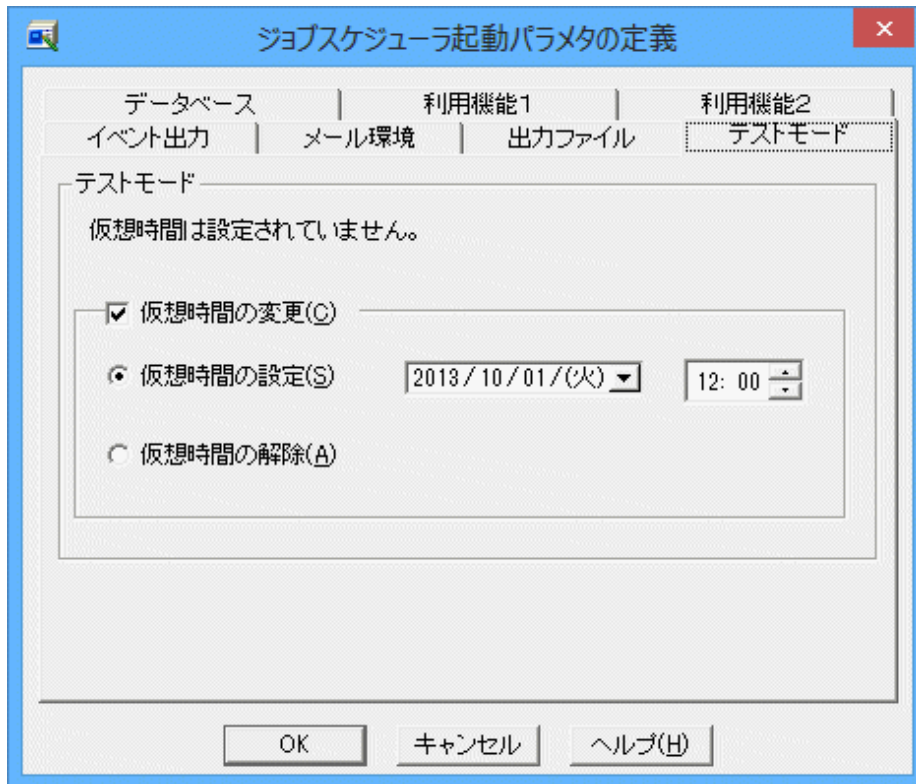 ジョブスケジューラ起動パラメタの定義
データベース 利用機能1 利用機能2
イベント出力 メール環境 出力ファイル テストモード
テストモード
仮想時間は設定されていません。
仮想時間の変更(C)
仮想時間の設定(S) 2013/10/01/(火) 12: 00
仮想時間の解除(A)
OK キャンセル ヘルプ(H)